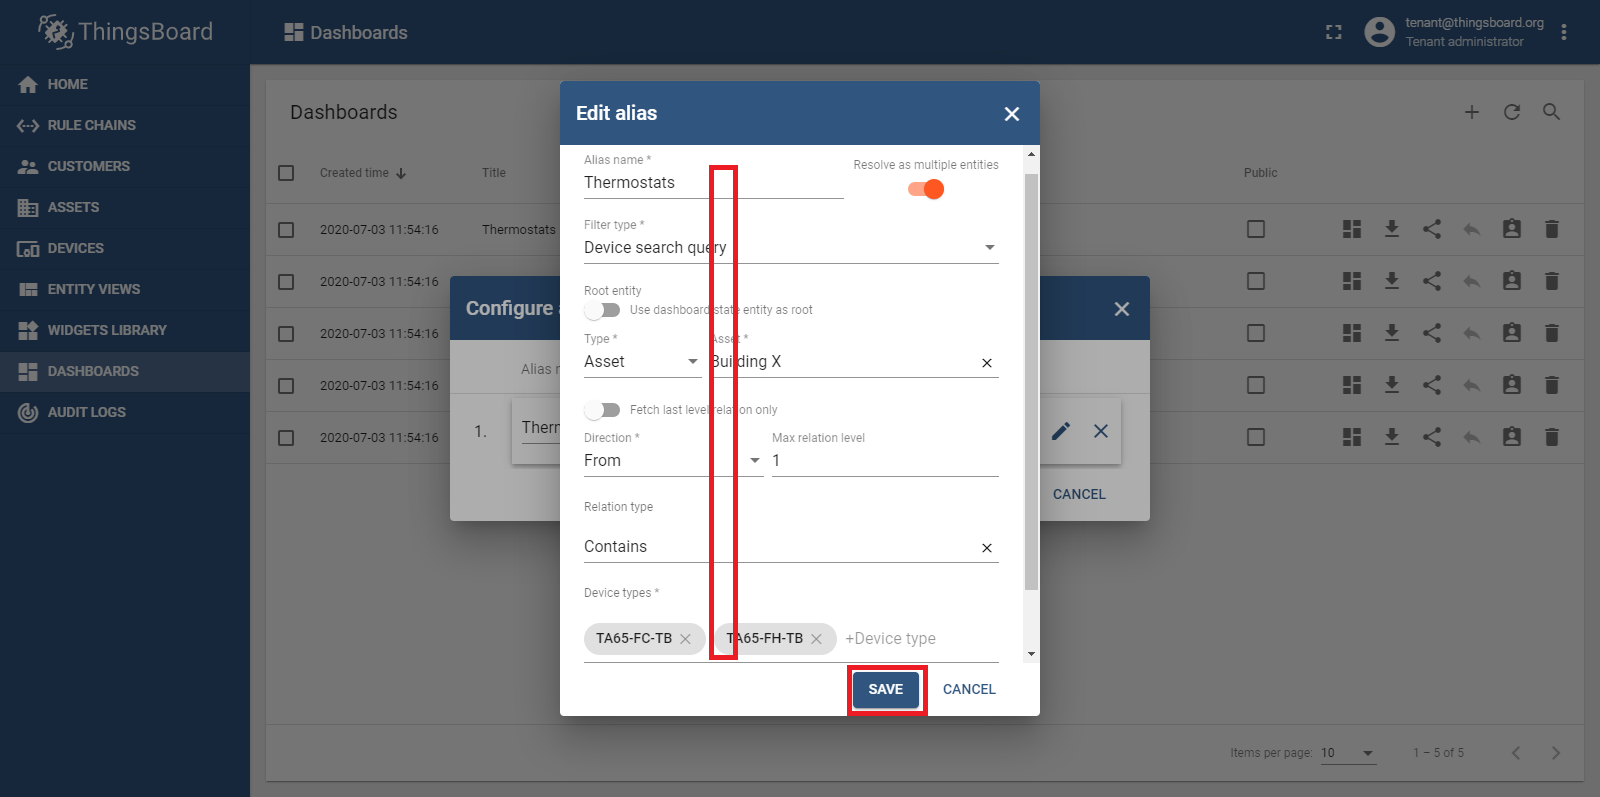 ThingsBoard
Dashboards
tenant@thingsboard.org
Tenant administrator
HOME
RULE CHAINS
CUSTOMERS
ASSETS
DEVICES
ENTITY VIEWS
WIDGETS LIBRARY
DASHBOARDS
AUDIT LOGS
Dashboards
Created time Title Public
2020-07-03 11:54:16 Thermostats
2020-07-03 11:54:16
2020-07-03 11:54:16
2020-07-03 11:54:16
2020-07-03 11:54:16
Configure
Alias
1.
CANCEL
Edit alias
Alias name *
Thermostats
Resolve as multiple entities
Filter type *
Device search query
Root entity
Use dashboard state entity as root
Type * Asset *
Asset Building X
Fetch last level relation only
Direction * Max relation level
From 1
Relation type
Contains
Device types *
TA65-FC-TB TA65-FH-TB +Device type
SAVE CANCEL
Items per page: 10 1 – 5 of 5